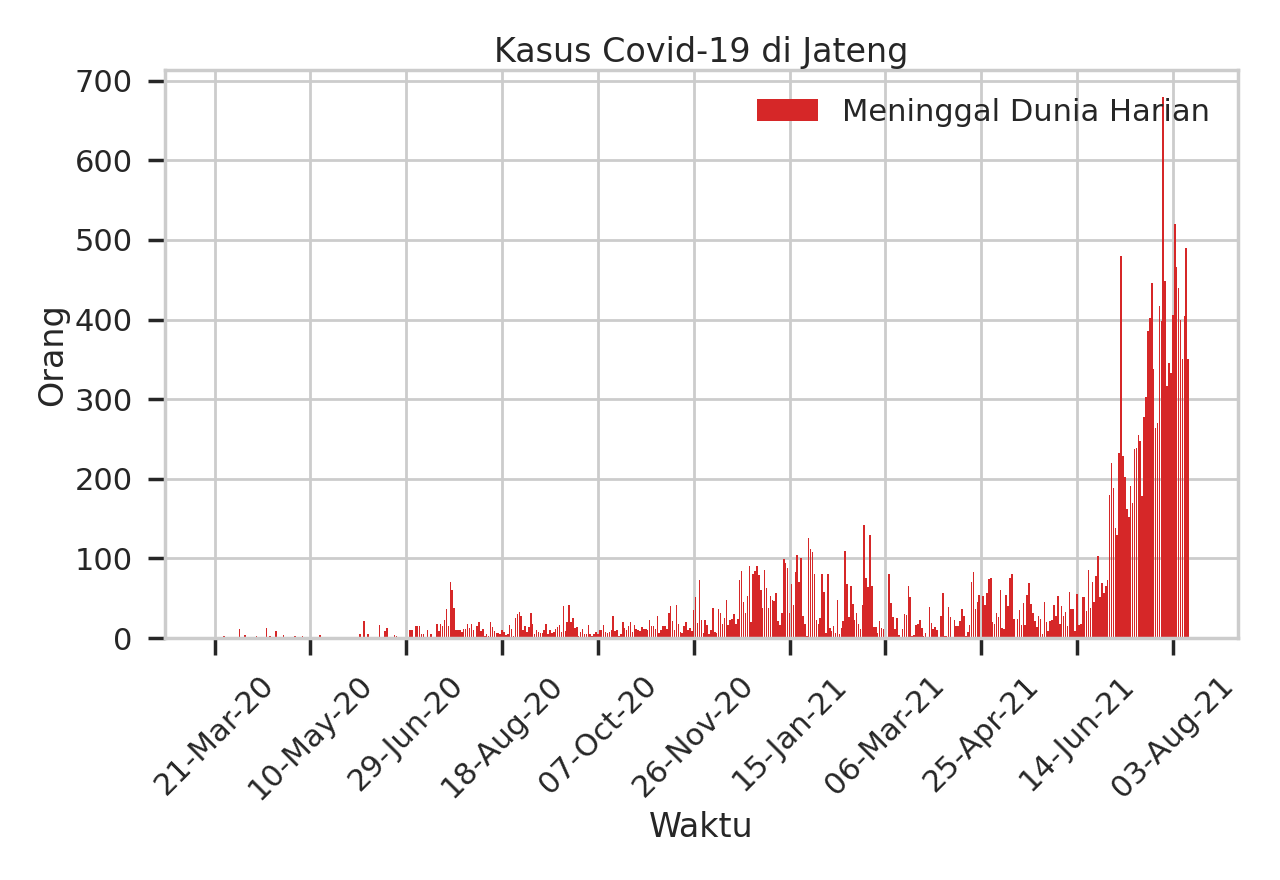 Kasus Covid-19 di Jateng
Meninggal Dunia Harian
700
600
500
400
300
200
100
0
Orang
21-Mar-20
10-May-20
29-Jun-20
18-Aug-20
07-Oct-20
26-Nov-20
15-Jan-21
06-Mar-21
25-Apr-21
14-Jun-21
03-Aug-21
Waktu